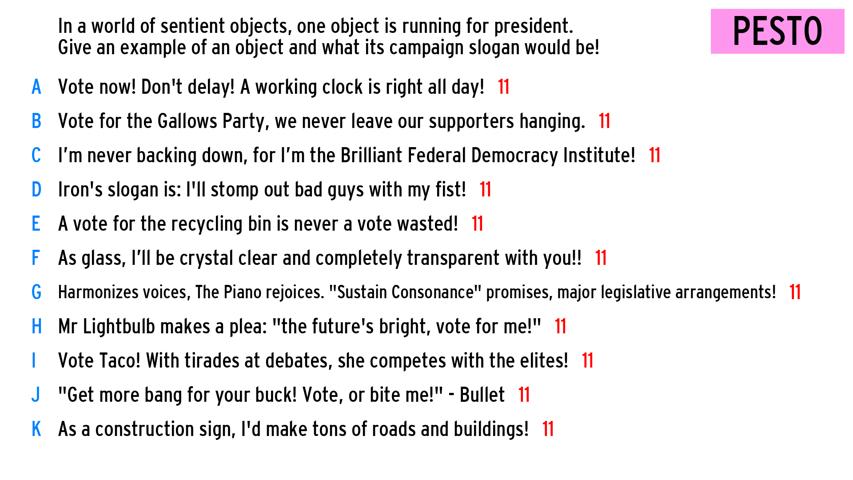 In a world of sentient objects, one object is running for president.
Give an example of an object and what its campaign slogan would be!
PESTO
A Vote now! Don't delay! A working clock is right all day! 11
B Vote for the Gallows Party, we never leave our supporters hanging. 11
C I'm never backing down, for I'm the Brilliant Federal Democracy Institute! 11
D Iron's slogan is: I'll stomp out bad guys with my fist! 11
E A vote for the recycling bin is never a vote wasted! 11
F As glass, I'll be crystal clear and completely transparent with you!! 11
G Harmonizes voices, The Piano rejoices. "Sustain Consonance" promises, major legislative arrangements! 11
H Mr Lightbulb makes a plea: "the future's bright, vote for me!" 11
I Vote Taco! With tirades at debates, she competes with the elites! 11
J "Get more bang for your buck! Vote, or bite me!" - Bullet 11
K As a construction sign, I'd make tons of roads and buildings! 11